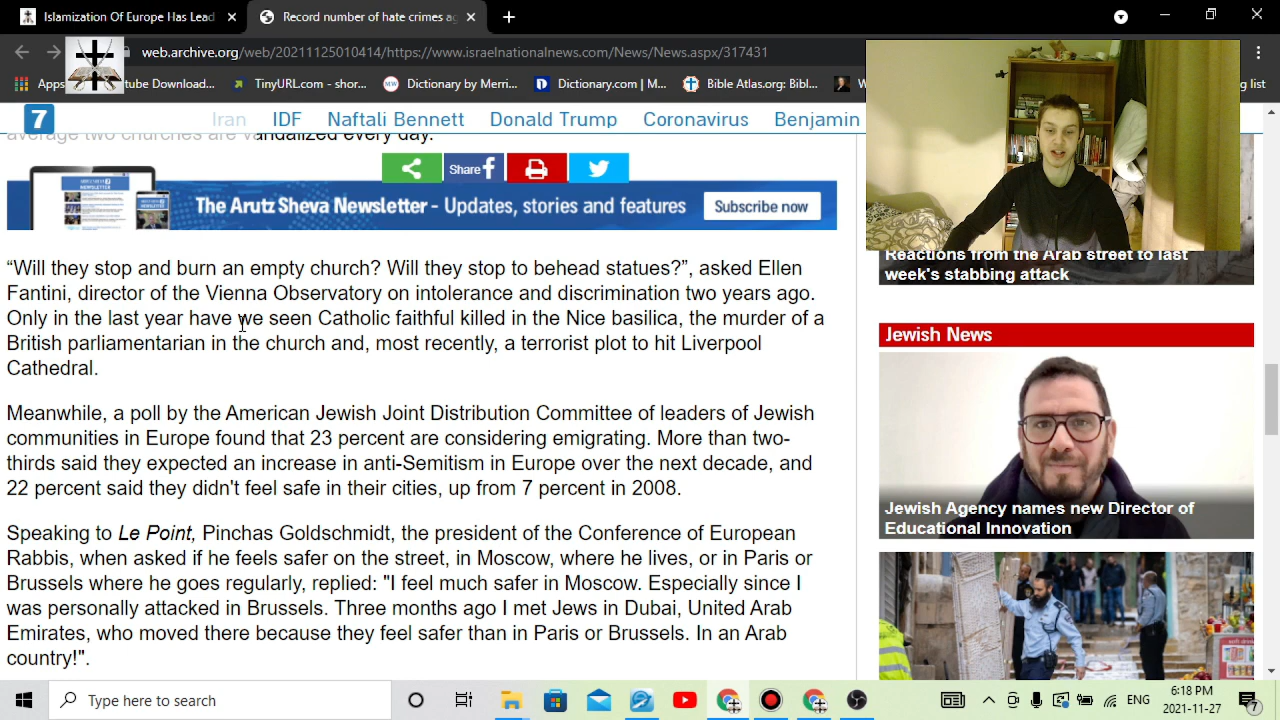 Islamization Of Europe Has Lead
Record number of hate crimes ag
web.archive.org/web/20211125010414/https://www.israelnationalnews.com/News/News.aspx/317431
Apps
tube Download...
TinyURL.com - shor...
MW
Dictionary by Merri...
D
Dictionary.com | M...
Bible Atlas.org: Bibl...
W
g list
7
Iran
IDF
Naftali Bennett
Donald Trump
Coronavirus
Benjamin
average two churches are vandalized every day.
Share f
The Arutz Sheva Newsletter - Updates, stories and features
Subscribe now
“Will they stop and burn an empty church? Will they stop to behead statues?”, asked Ellen
Fantini, director of the Vienna Observatory on intolerance and discrimination two years ago.
Only in the last year have we seen Catholic faithful killed in the Nice basilica, the murder of a
British parliamentarian in the church and, most recently, a terrorist plot to hit Liverpool
Cathedral.
Meanwhile, a poll by the American Jewish Joint Distribution Committee of leaders of Jewish
communities in Europe found that 23 percent are considering emigrating. More than two-
thirds said they expected an increase in anti-Semitism in Europe over the next decade, and
22 percent said they didn't feel safe in their cities, up from 7 percent in 2008.
Speaking to Le Point, Pinchas Goldschmidt, the president of the Conference of European
Rabbis, when asked if he feels safer on the street, in Moscow, where he lives, or in Paris or
Brussels where he goes regularly, replied: "I feel much safer in Moscow. Especially since I
was personally attacked in Brussels. Three months ago I met Jews in Dubai, United Arab
Emirates, who moved there because they feel safer than in Paris or Brussels. In an Arab
country!".
Reactions from the Arab street to last
week's stabbing attack
Jewish News
Jewish Agency names new Director of
Educational Innovation
Type here to search
ENG
6:18 PM
2021-11-27
7